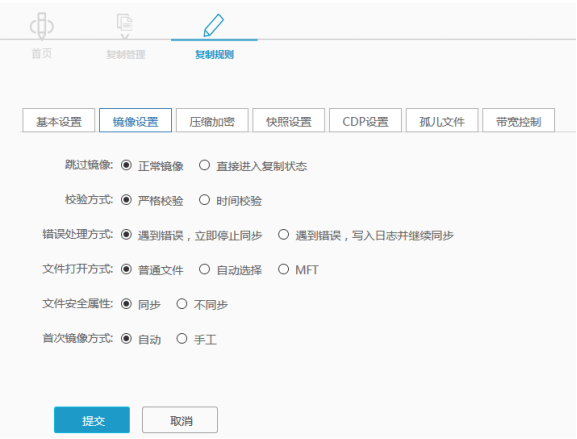 首页 复制管理 复制规则
基本设置 镜像设置 压缩加密 快照设置 CDP设置 孤儿文件 带宽控制
跳过镜像: 正常镜像 直接进入复制状态
校验方式: 严格校验 时间校验
错误处理方式: 遇到错误，立即停止同步 遇到错误，写入日志并继续同步
文件打开方式: 普通文件 自动选择 MFT
文件安全属性: 同步 不同步
首次镜像方式: 自动 手工
提交 取消